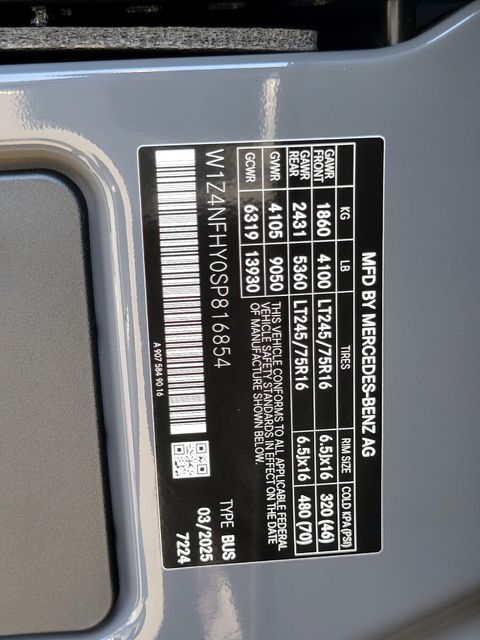 MFD BY MERCEDES-BENZ AG
KG LB TIRES RIM SIZE COLD KPA (PSI)
GAWR FRONT 1860 4100 LT245/75R16 6.5Jx16 320 (46)
GAWR REAR 2431 5360 LT245/75R16 6.5Jx16 480 (70)
GVWR 4105 9050
GCWR 6319 13930
THIS VEHICLE CONFORMS TO ALL APPLICABLE FEDERAL
VEHICLE SAFETY STANDARDS IN EFFECT ON THE DATE
OF MANUFACTURE SHOWN BELOW.
W1Z4NFHY0SP816854
TYPE BUS
03/2025
7224
A 907 584 90 16